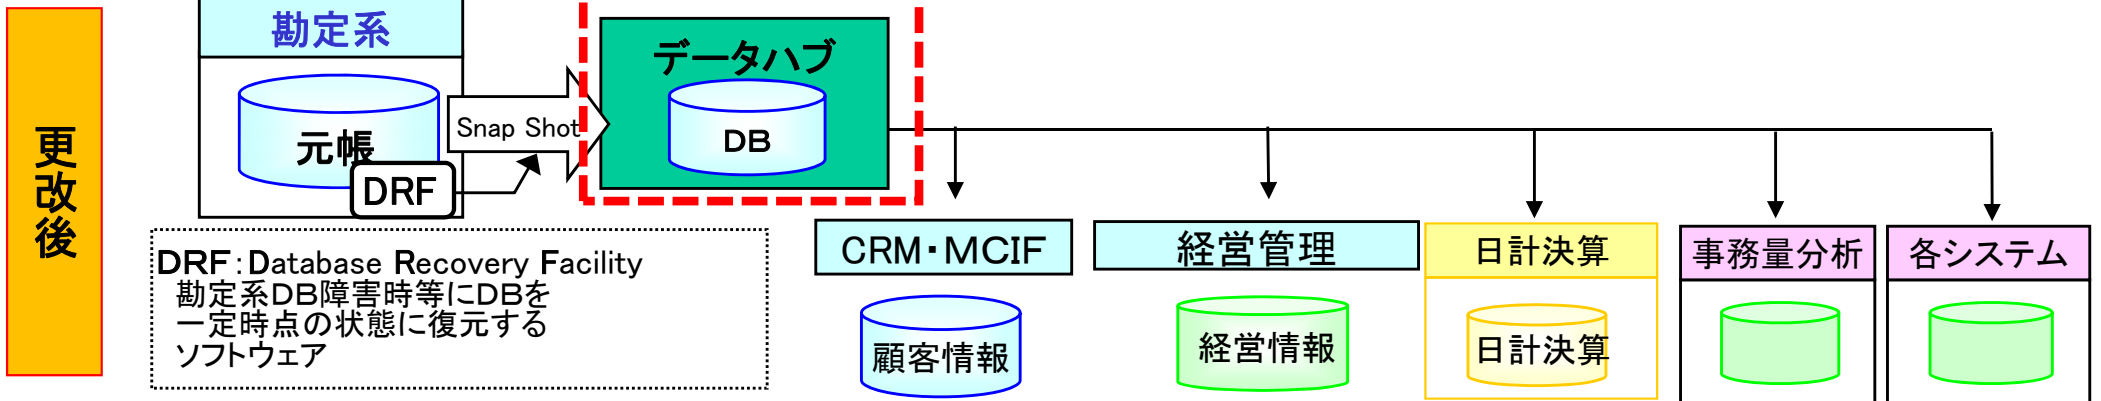 更改後
勘定系
元帳
DRF
Snap Shot
データハブ
DB
DRF:Database Recovery Facility
勘定系DB障害時等にDBを
一定時点の状態に復元する
ソフトウェア
CRM・MCIF
顧客情報
経営管理
経営情報
日計決算
日計決算
事務量分析
各システム